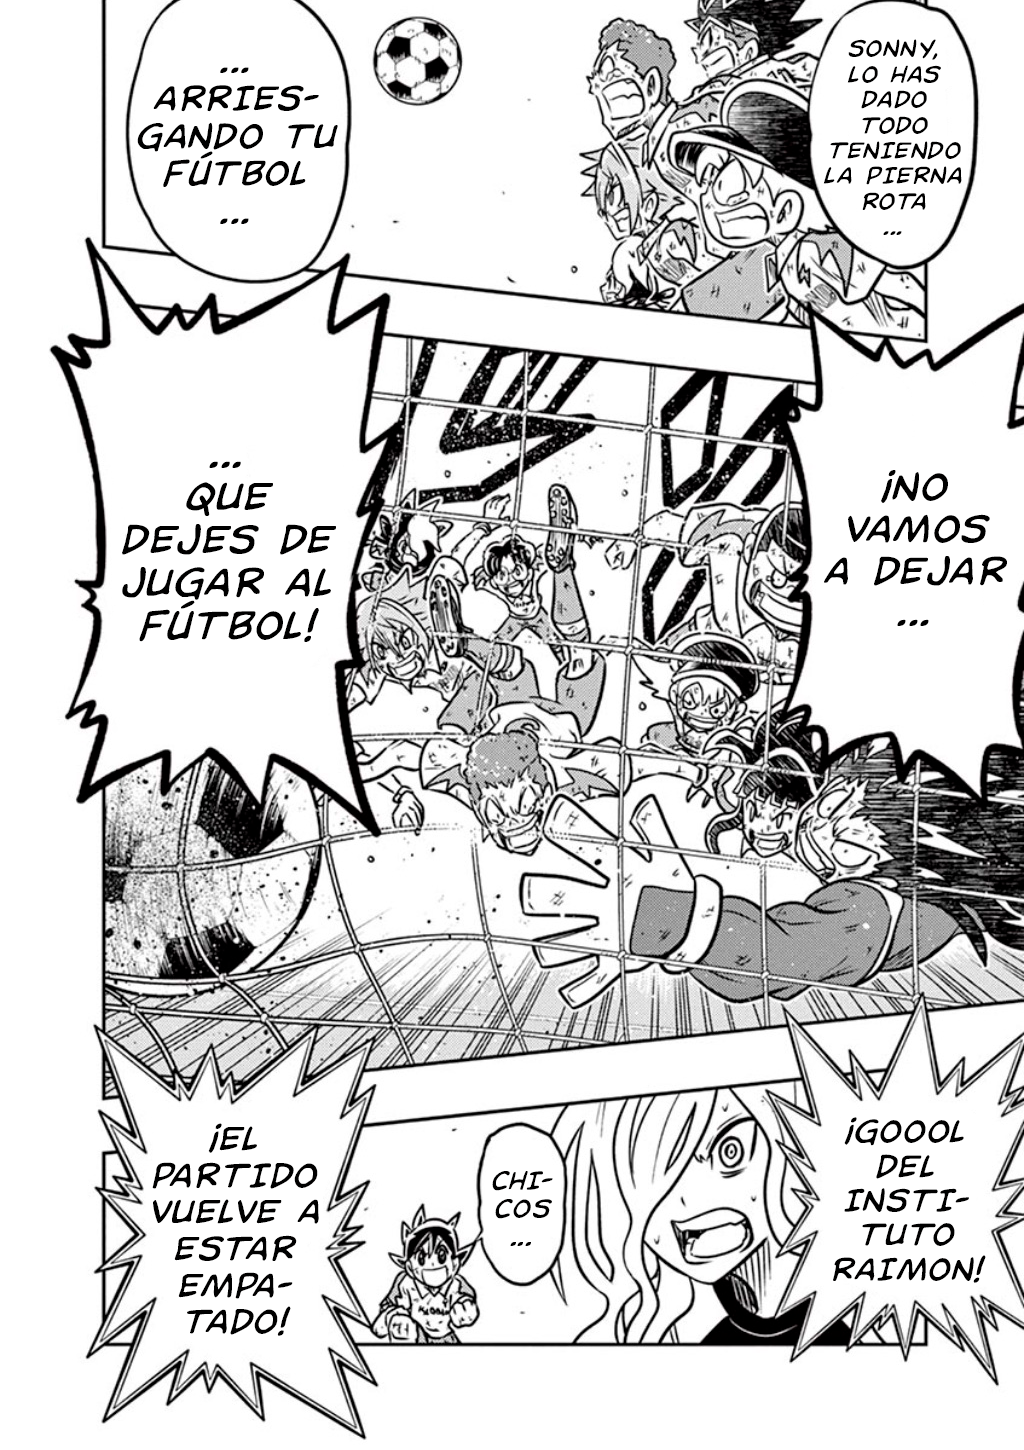 SONNY,
LO HAS
DADO
TODO
TENIENDO
LA PIERNA
ROTA
...
...
ARRIES-
GANDO TU
FÚTBOL
...
¡NO
VAMOS
A DEJAR
...
...
QUE
DEJES DE
JUGAR AL
FÚTBOL!
¡GOOOL
DEL
INSTI-
TUTO
RAIMON!
CHI-
COS
...
¡EL
PARTIDO
VUELVE A
ESTAR
EMPA-
TADO!